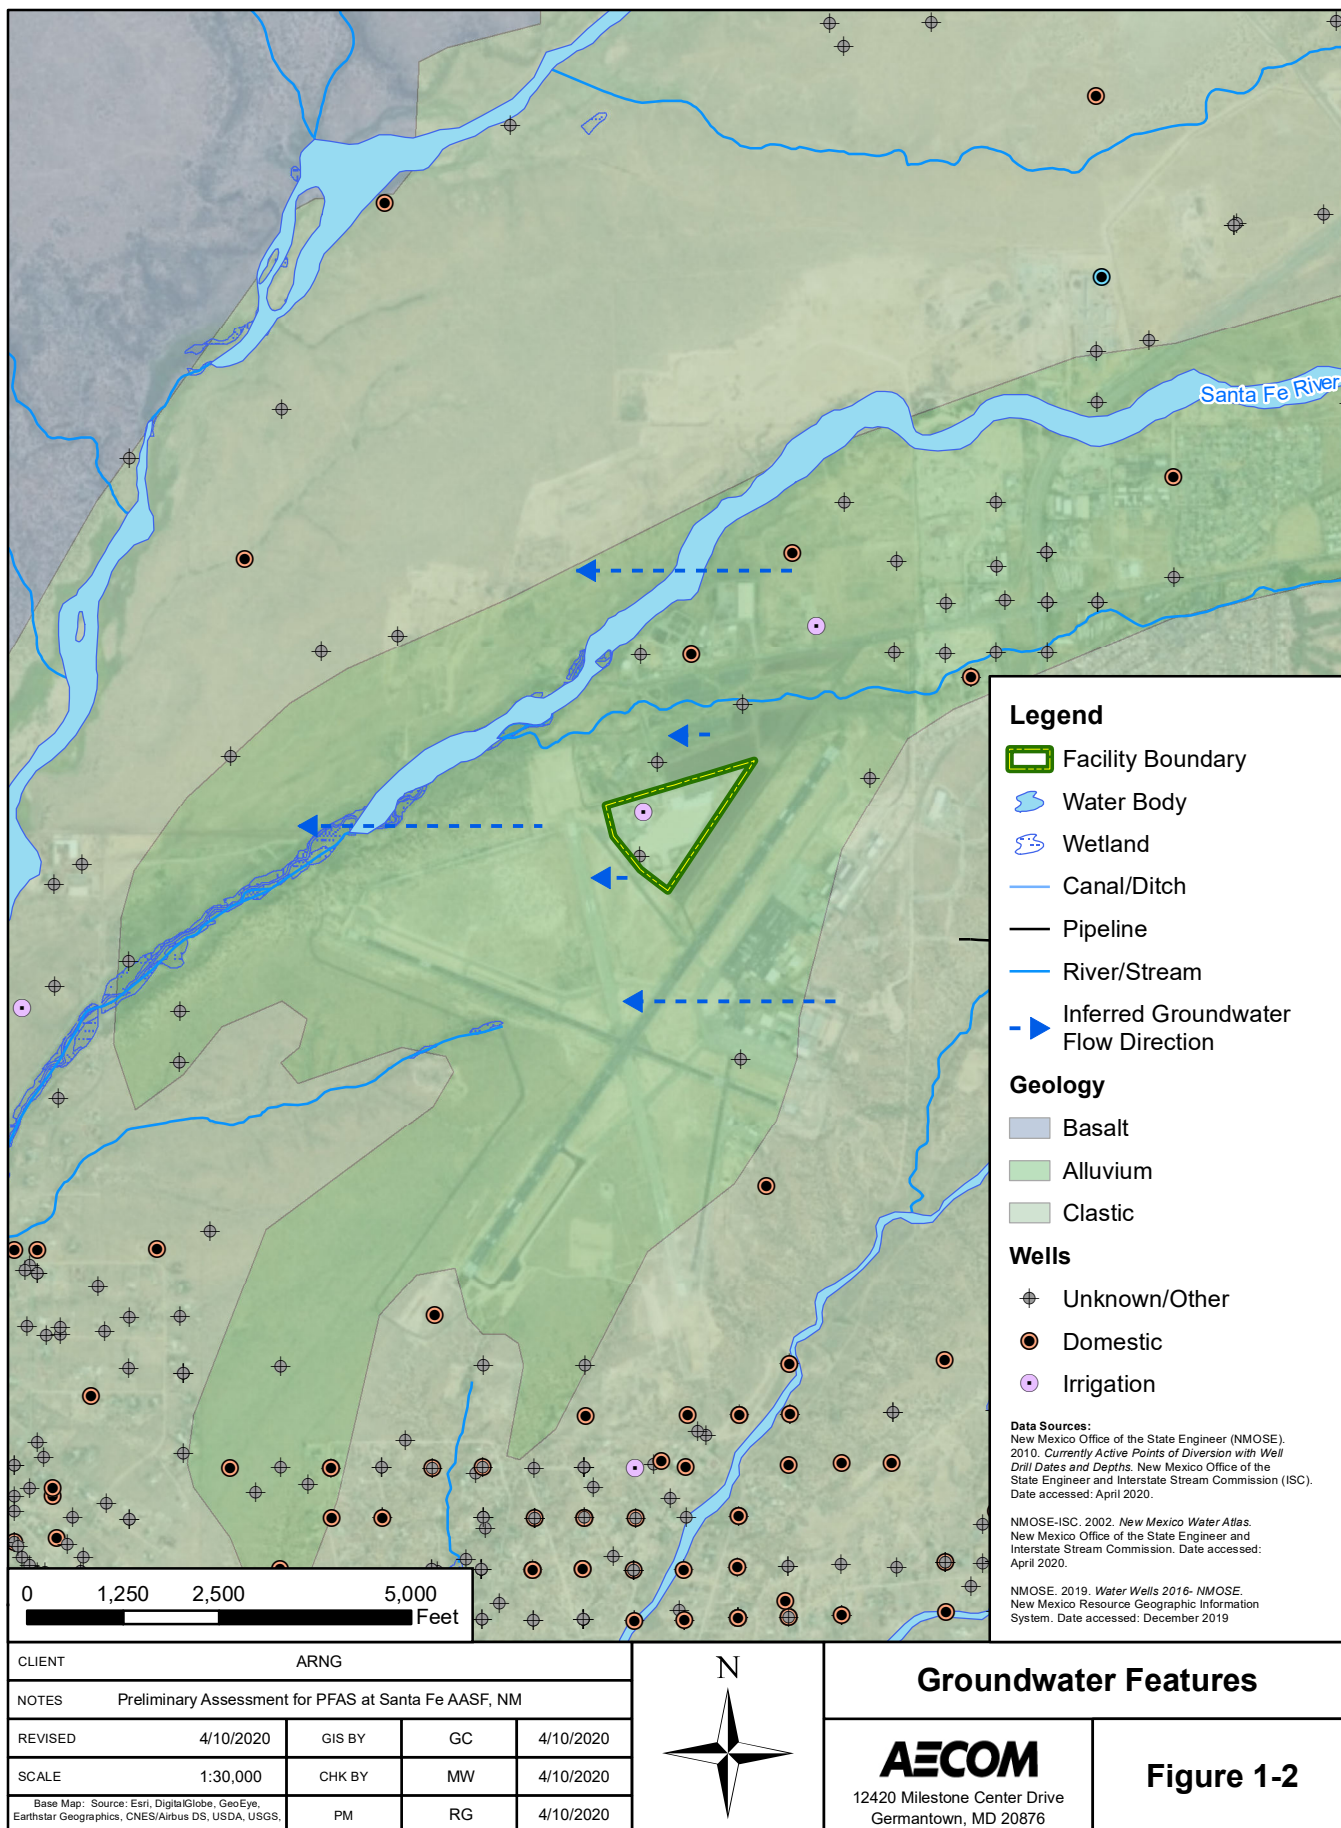 Santa Fe River
Legend
Facility Boundary
Water Body
Wetland
Canal/Ditch
Pipeline
River/Stream
Inferred Groundwater
Flow Direction
Geology
Basalt
Alluvium
Clastic
Wells
Unknown/Other
Domestic
Irrigation
Data Sources:
New Mexico Office of the State Engineer (NMOSE).
2010. Currently Active Points of Diversion with Well
Drill Dates and Depths. New Mexico Office of the
State Engineer and Interstate Stream Commission (ISC).
Date accessed: April 2020.
NMOSE-ISC. 2002. New Mexico Water Atlas.
New Mexico Office of the State Engineer and
Interstate Stream Commission. Date accessed:
April 2020.
NMOSE. 2019. Water Wells 2016- NMOSE.
New Mexico Resource Geographic Information
System. Date accessed: December 2019
0 1,250 2,500 5,000
Feet
CLIENT ARNG
NOTES Preliminary Assessment for PFAS at Santa Fe AASF, NM
REVISED 4/10/2020 GIS BY GC 4/10/2020
SCALE 1:30,000 CHK BY MW 4/10/2020
Base Map: Source: Esri, DigitalGlobe, GeoEye,
Earthstar Geographics, CNES/Airbus DS, USDA, USGS,
PM RG 4/10/2020
N
Groundwater Features
AECOM
12420 Milestone Center Drive
Germantown, MD 20876
Figure 1-2